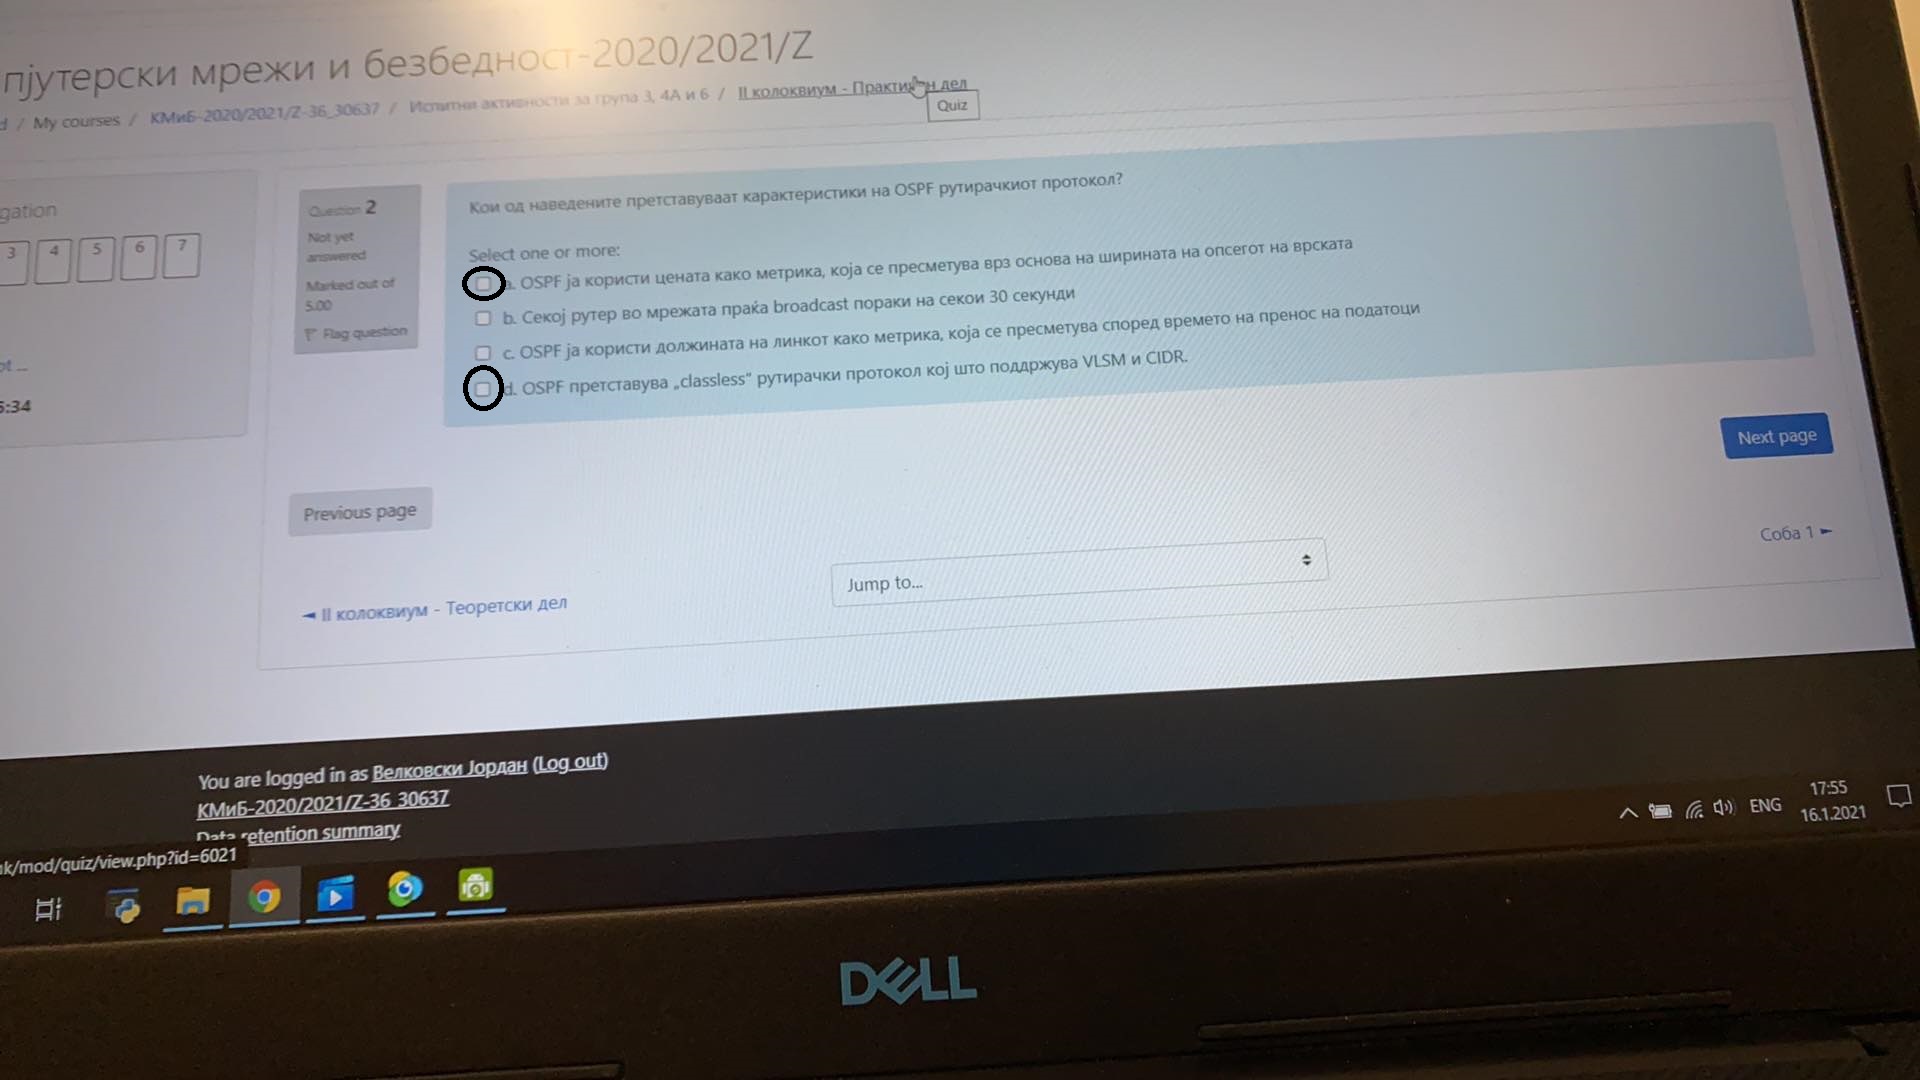 пјутерски мрежи и безбедност-2020/2021/Z
d / My courses / КМиБ-2020/2021/Z-36_30637 / Испитни активности за група 3, 4А и 6 / II колоквиум - Практичен дел
Quiz
gation
3 4 5 6 7
5:34
Question 2
Not yet
answered
Marked out of
5.00
Flag question
Кои од наведените претставуваат карактеристики на OSPF рутирачкиот протокол?
Select one or more:
a. OSPF ја користи цената како метрика, која се пресметува врз основа на ширината на опсегот на врската
b. Секој рутер во мрежата праќа broadcast пораки на секои 30 секунди
c. OSPF ја користи должината на линкот како метрика, која се пресметува според времето на пренос на податоци
d. OSPF претставува „classless“ рутирачки протокол кој што поддржува VLSM и CIDR.
Next page
Previous page
Соба 1 ►
Jump to...
◄ II колоквиум - Теоретски дел
You are logged in as Велковски Јордан (Log out)
КМиБ-2020/2021/Z-36_30637
Data retention summary
nk/mod/quiz/view.php?id=6021
ENG
17:55
16.1.2021
DELL